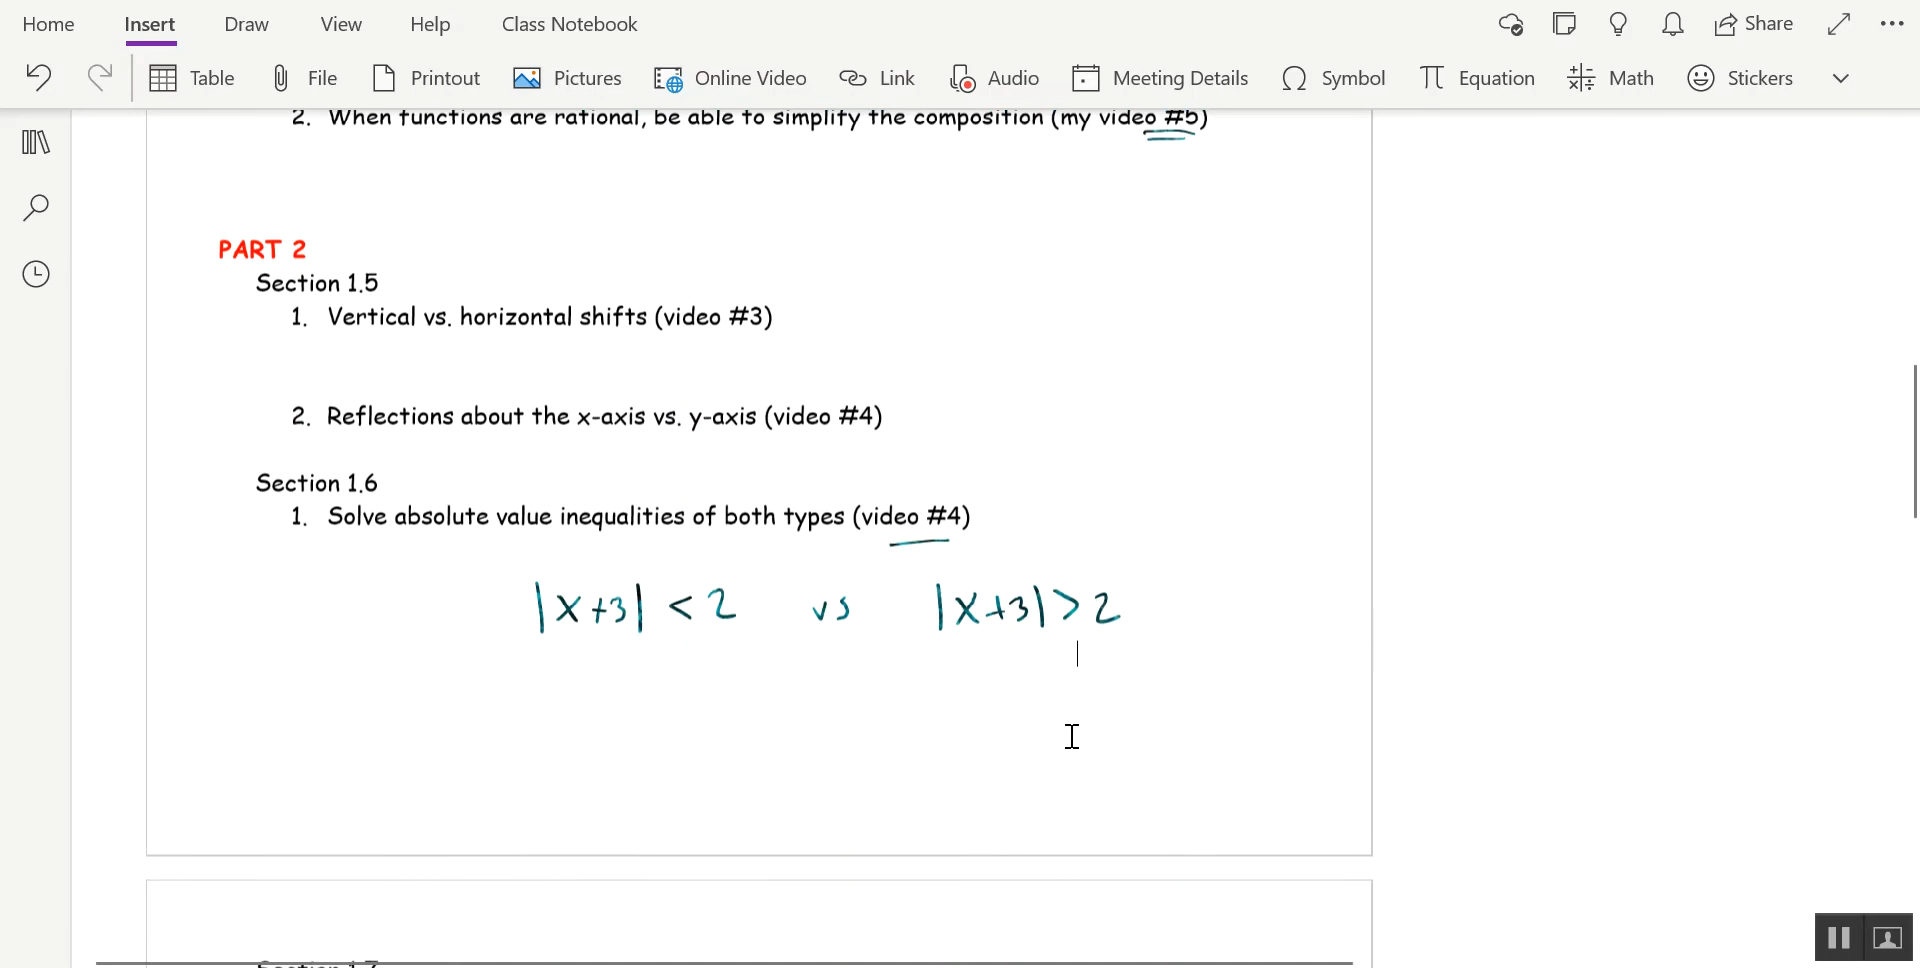 Home Insert Draw View Help Class Notebook Share
Table File Printout Pictures Online Video Link Audio Meeting Details Symbol Equation Math Stickers
2. When functions are rational, be able to simplify the composition (my video #5)
PART 2
Section 1.5
1. Vertical vs. horizontal shifts (video #3)
2. Reflections about the x-axis vs. y-axis (video #4)
Section 1.6
1. Solve absolute value inequalities of both types (video #4)
|x+3| < 2 vs |x+3| > 2
Section 1.7